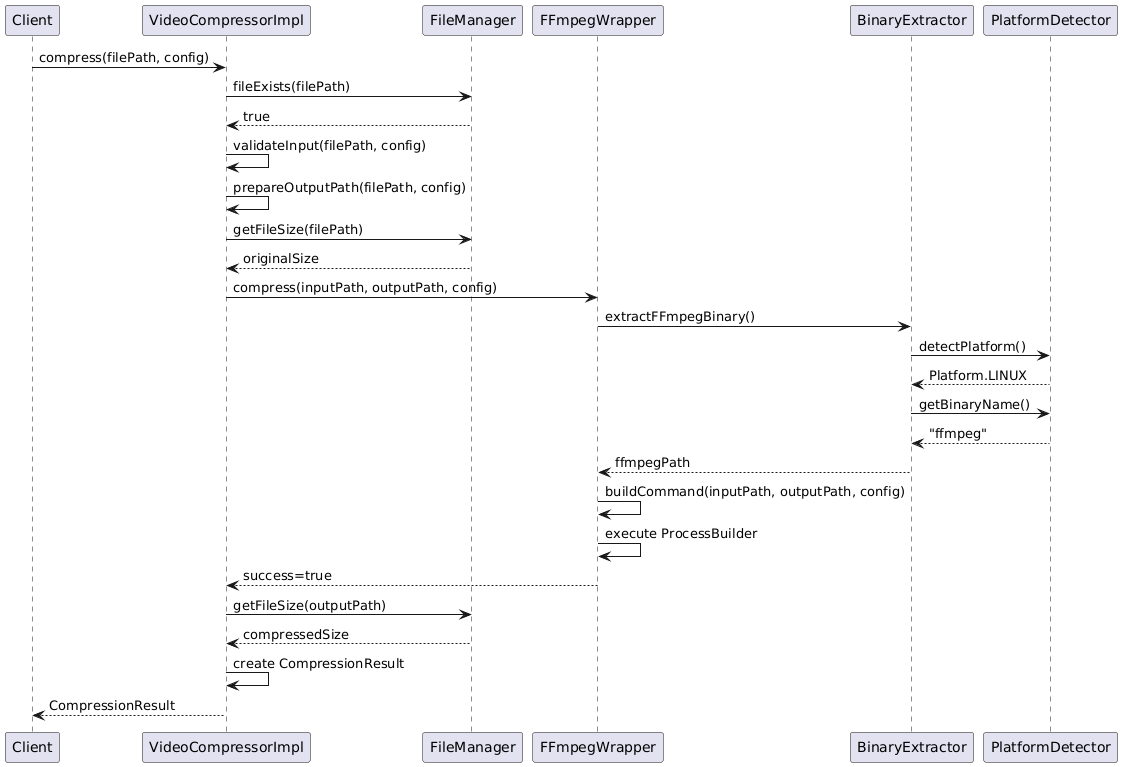 Client VideoCompressorImpl FileManager FFmpegWrapper BinaryExtractor PlatformDetector
compress(filePath, config)
fileExists(filePath)
true
validateInput(filePath, config)
prepareOutputPath(filePath, config)
getFileSize(filePath)
originalSize
compress(inputPath, outputPath, config)
extractFFmpegBinary()
detectPlatform()
Platform.LINUX
getBinaryName()
"ffmpeg"
ffmpegPath
buildCommand(inputPath, outputPath, config)
execute ProcessBuilder
success=true
getFileSize(outputPath)
compressedSize
create CompressionResult
CompressionResult
Client VideoCompressorImpl FileManager FFmpegWrapper BinaryExtractor PlatformDetector